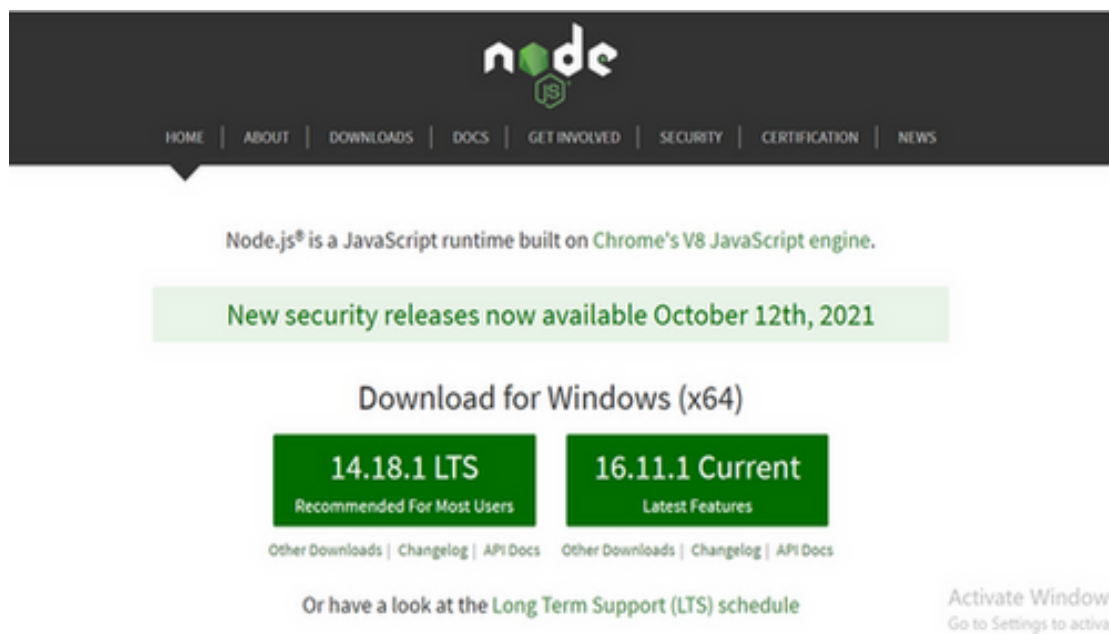 node
JS
HOME | ABOUT | DOWNLOADS | DOCS | GET INVOLVED | SECURITY | CERTIFICATION | NEWS
Node.js® is a JavaScript runtime built on Chrome's V8 JavaScript engine.
New security releases now available October 12th, 2021
Download for Windows (x64)
14.18.1 LTS
Recommended For Most Users
16.11.1 Current
Latest Features
Other Downloads | Changelog | API Docs
Other Downloads | Changelog | API Docs
Or have a look at the Long Term Support (LTS) schedule
Activate Window
Go to Settings to activa